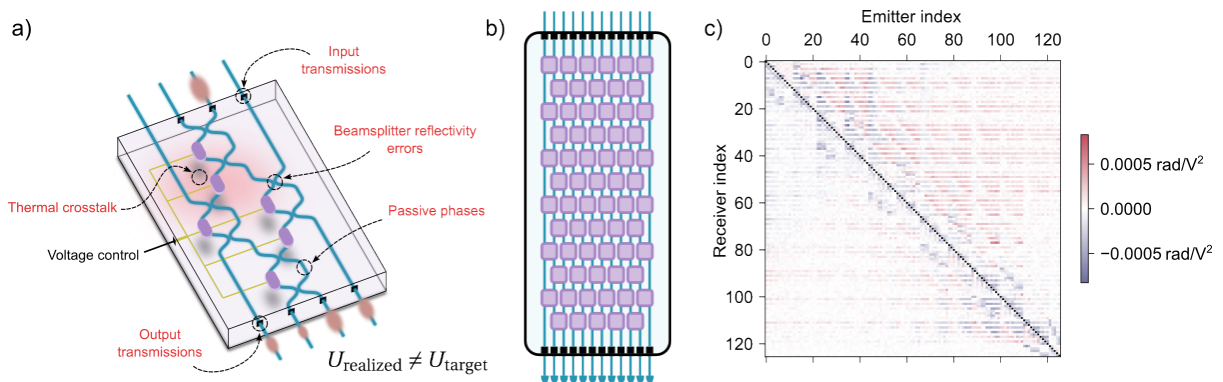 a)
Input
transmissions
Beamsplitter reflectivity
errors
Thermal crosstalk
Passive phases
Voltage control
Output
transmissions
U_realized ≠ U_target
b)
c)
Emitter index
0 20 40 60 80 100 120
Receiver index
0
20
40
60
80
100
120
0.0005 rad/V²
0.0000
−0.0005 rad/V²